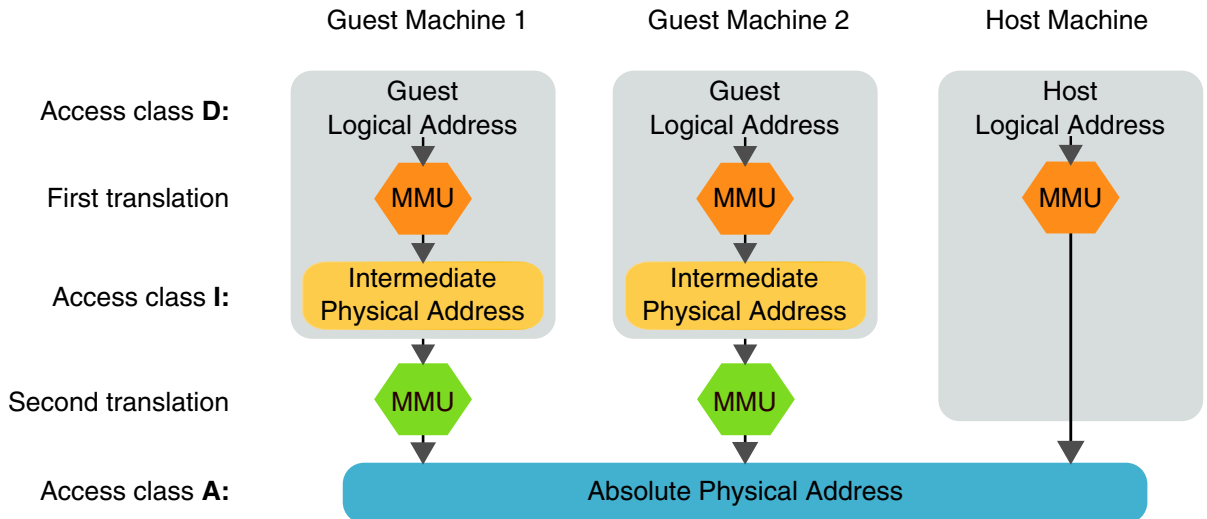 Guest Machine 1 Guest Machine 2 Host Machine
Access class D: Guest Guest Host
Logical Address Logical Address Logical Address
First translation MMU MMU MMU
Access class I: Intermediate Intermediate
Physical Address Physical Address
Second translation MMU MMU
Access class A: Absolute Physical Address